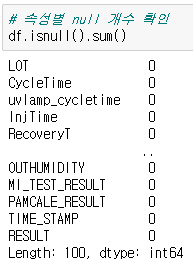 # 속성별 null 개수 확인
df.isnull().sum()
LOT 0
CycleTime 0
uvlamp_cycletime 0
InjTime 0
RecoveryT 0
..
OUTHUMIDITY 0
MI_TEST_RESULT 0
PAMCALE_RESULT 0
TIME_STAMP 0
RESULT 0
Length: 100, dtype: int64